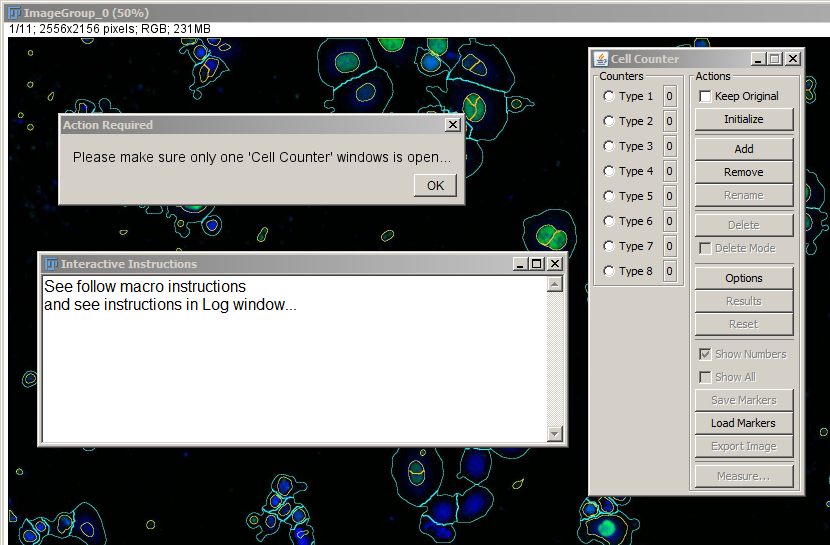 ImageGroup_0 (50%)
1/11; 2556x2156 pixels; RGB; 231MB
Action Required
Please make sure only one 'Cell Counter' windows is open...
OK
Interactive Instructions
See follow macro instructions
and see instructions in Log window...
Cell Counter
Counters
Type 1 0
Type 2 0
Type 3 0
Type 4 0
Type 5 0
Type 6 0
Type 7 0
Type 8 0
Actions
Keep Original
Initialize
Add
Remove
Rename
Delete
Delete Mode
Options
Results
Reset
Show Numbers
Show All
Save Markers
Load Markers
Export Image
Measure...